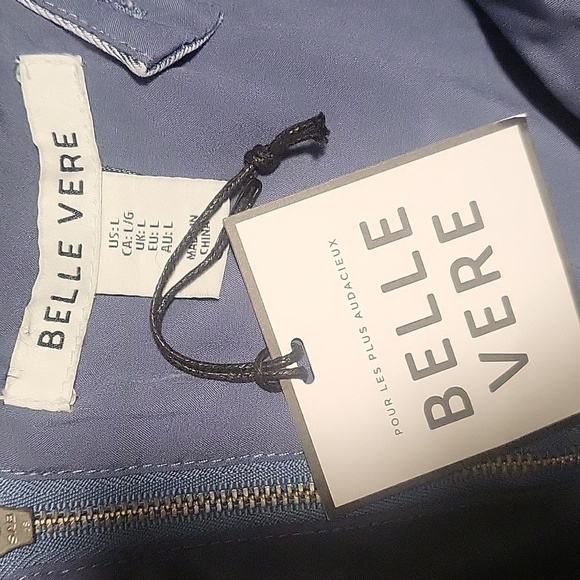 BELLE VERE
US: L
CA: L/G
UK: L
EU: L
AU: L
MADE IN
CHINA
POUR LES PLUS AUDACIEUX
BELLE
VERE